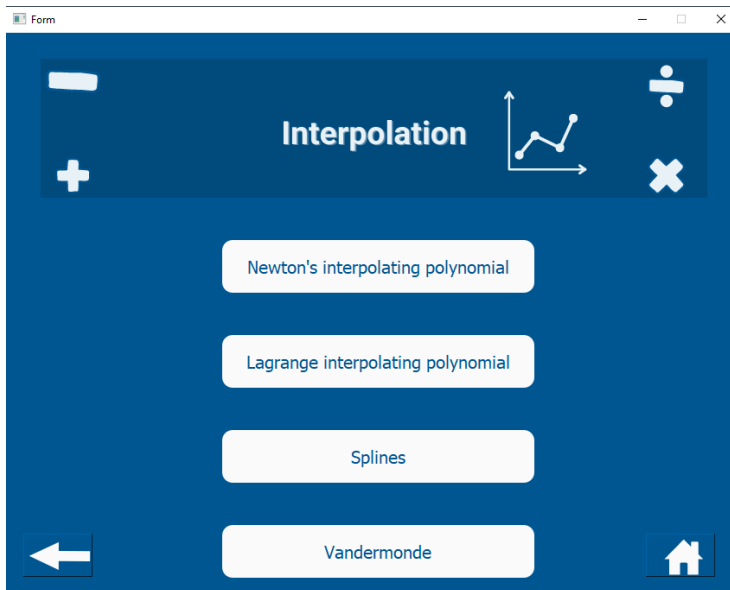 Form
Interpolation
Newton's interpolating polynomial
Lagrange interpolating polynomial
Splines
Vandermonde